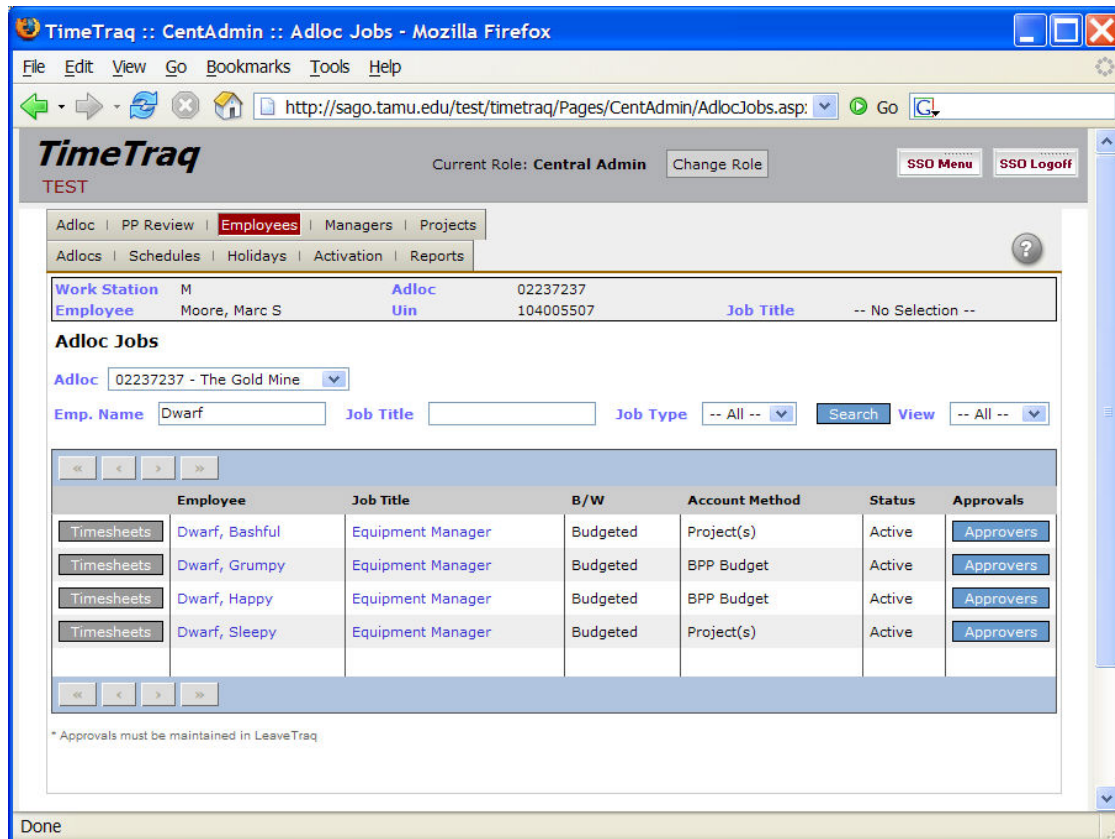 TimeTraq :: CentAdmin :: Adloc Jobs - Mozilla Firefox
File Edit View Go Bookmarks Tools Help
http://sago.tamu.edu/test/timetraq/Pages/CentAdmin/AdlocJobs.asp: Go G
TimeTraq
TEST
Current Role: Central Admin Change Role SSO Menu SSO Logoff
Adloc | PP Review | Employees | Managers | Projects
Adlocs | Schedules | Holidays | Activation | Reports ?
Work Station M Adloc 02237237
Employee Moore, Marc S Uin 104005507 Job Title -- No Selection --
Adloc Jobs
Adloc 02237237 - The Gold Mine
Emp. Name Dwarf Job Title Job Type -- All -- Search View -- All --
« ‹ › »
Employee Job Title B/W Account Method Status Approvals
Timesheets Dwarf, Bashful Equipment Manager Budgeted Project(s) Active Approvers
Timesheets Dwarf, Grumpy Equipment Manager Budgeted BPP Budget Active Approvers
Timesheets Dwarf, Happy Equipment Manager Budgeted BPP Budget Active Approvers
Timesheets Dwarf, Sleepy Equipment Manager Budgeted Project(s) Active Approvers
« ‹ › »
* Approvals must be maintained in LeaveTraq
Done